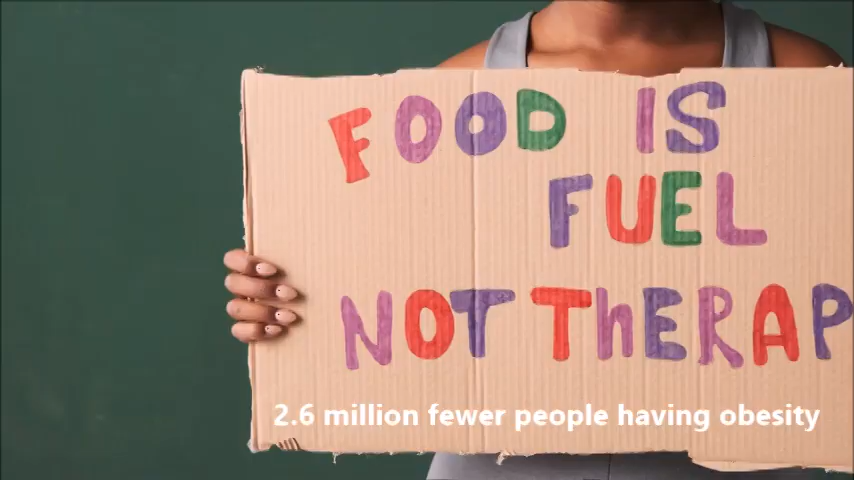 FOOD IS
FUEL
NOT ThERAP
2.6 million fewer people having obesity